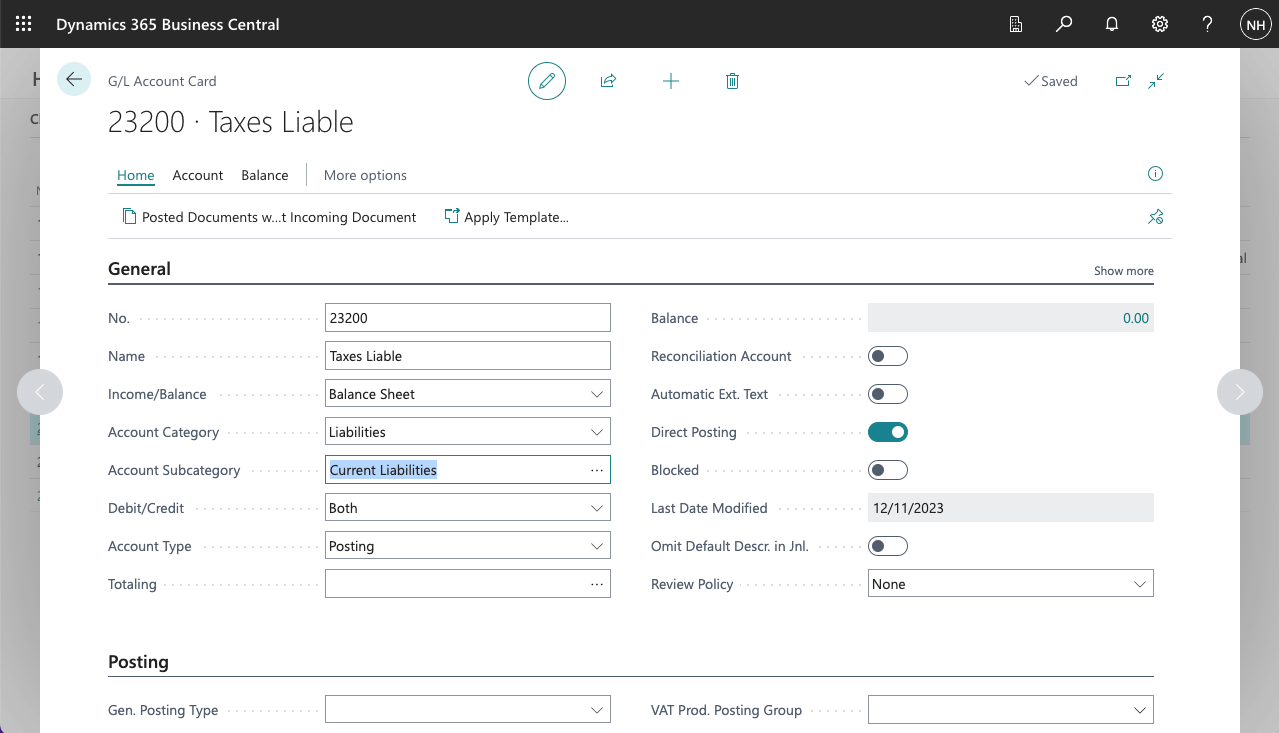 Dynamics 365 Business Central
NH
G/L Account Card
Saved
23200 · Taxes Liable
Home Account Balance More options
Posted Documents w...t Incoming Document Apply Template...
General Show more
No. 23200
Name Taxes Liable
Income/Balance Balance Sheet
Account Category Liabilities
Account Subcategory Current Liabilities
Debit/Credit Both
Account Type Posting
Totaling
Balance 0.00
Reconciliation Account
Automatic Ext. Text
Direct Posting
Blocked
Last Date Modified 12/11/2023
Omit Default Descr. in Jnl.
Review Policy None
Posting
Gen. Posting Type
VAT Prod. Posting Group